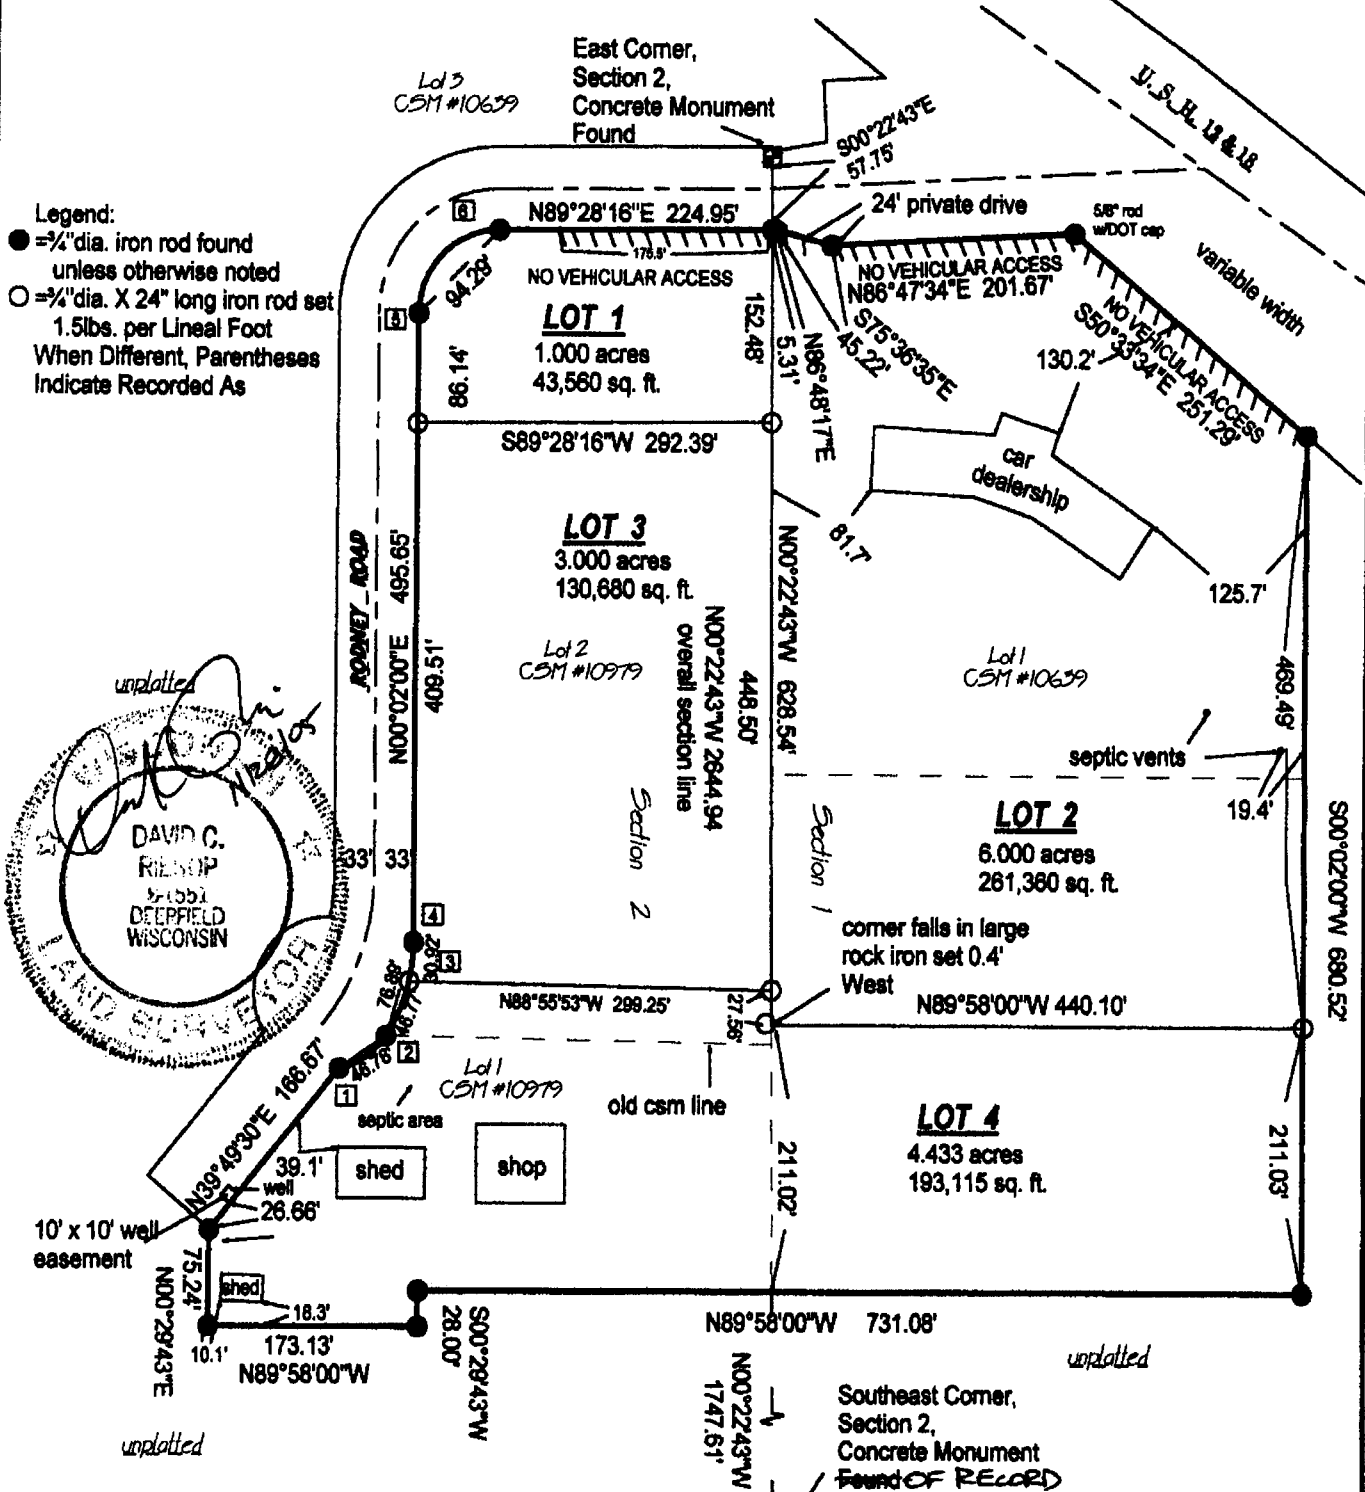 East Corner,
Section 2,
Concrete Monument
Found
Lot 3
CSM #10639
U.S.H. 12 & 18
S00°22'43"E
57.75'
24' private drive
5/8" rod
w/DOT cap
variable width
Legend:
=¾"dia. iron rod found
unless otherwise noted
=¾"dia. X 24" long iron rod set
1.5lbs. per Lineal Foot
When Different, Parentheses
Indicate Recorded As
6
N89°28'16"E 224.95'
175.5'
NO VEHICULAR ACCESS
94.29'
5
LOT 1
1.000 acres
43,560 sq. ft.
86.14'
152.48'
5.31'
N86°48'17"E
45.22'
S75°36'35"E
NO VEHICULAR ACCESS
N86°47'34"E 201.67'
NO VEHICULAR ACCESS
S50°33'34"E 251.29'
130.2'
S89°28'16"W 292.39'
car
dealership
81.7'
125.7'
LOT 3
3.000 acres
130,680 sq. ft.
Lot 2
CSM #10979
RODNEY ROAD
N00°02'00"E 495.65'
409.51'
N00°22'43"W 2644.94
overall section line
448.50'
N00°22'43"W 628.54'
Lot 1
CSM #10639
469.49'
septic vents
19.4'
unplatted
DAVID C.
RIESOP
S-1551
DEERFIELD
WISCONSIN
LAND SURVEYOR
33' 33'
Section 2
Section 1
LOT 2
6.000 acres
261,360 sq. ft.
S00°02'00"W 680.52'
corner falls in large
rock iron set 0.4'
West
4
3
30.92'
76.89'
46.77'
N88°55'53"W 299.25'
27.56'
N89°58'00"W 440.10'
2
46.76'
1
N39°49'30"E 166.67'
Lot 1
CSM #10979
septic area
old csm line
LOT 4
4.433 acres
193,115 sq. ft.
211.02'
211.03'
39.1'
shed
shop
well
26.66'
10' x 10' well
easement
75.24'
N00°29'43"E
shed
18.3'
10.1'
173.13'
N89°58'00"W
28.00'
S00°29'43"W
N89°58'00"W 731.08'
unplatted
N00°22'43"W
1747.61'
unplatted
Southeast Corner,
Section 2,
Concrete Monument
Found OF RECORD